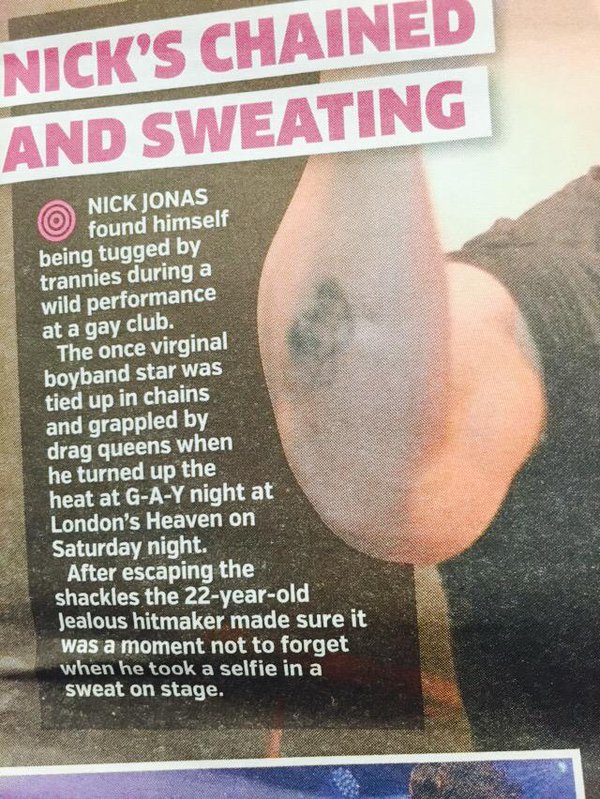 NICK'S CHAINED
AND SWEATING
NICK JONAS
found himself
being tugged by
trannies during a
wild performance
at a gay club.
The once virginal
boyband star was
tied up in chains
and grappled by
drag queens when
he turned up the
heat at G-A-Y night at
London's Heaven on
Saturday night.
After escaping the
shackles the 22-year-old
Jealous hitmaker made sure it
was a moment not to forget
when he took a selfie in a
sweat on stage.